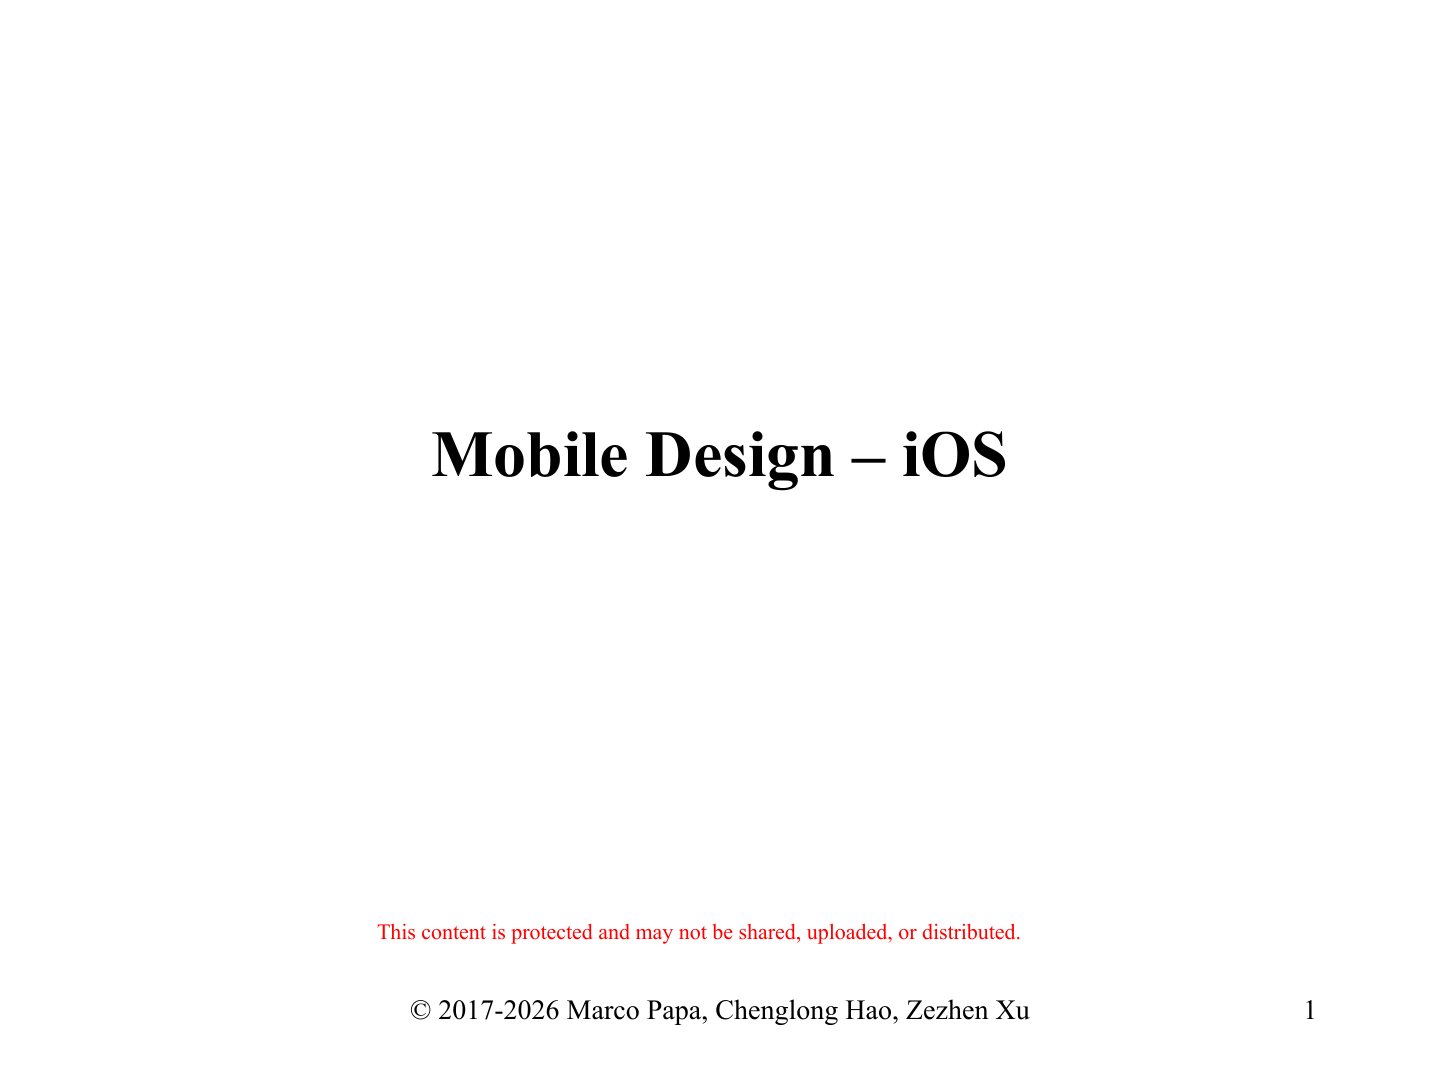 Mobile Design – iOS
This content is protected and may not be shared, uploaded, or distributed.
© 2017-2026 Marco Papa, Chenglong Hao, Zezhen Xu
1